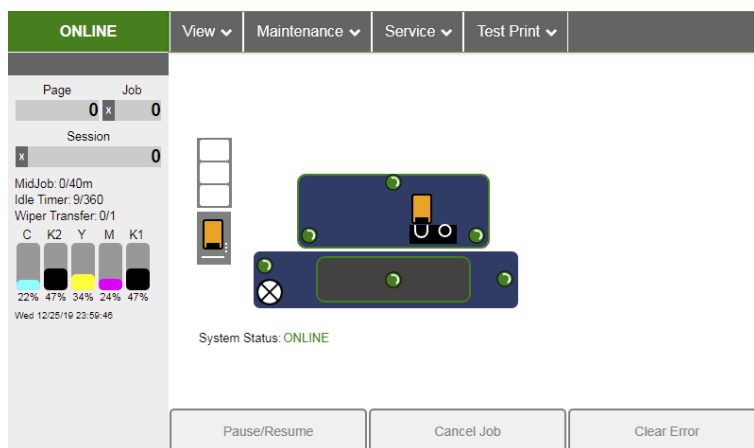 ONLINE
View Maintenance Service Test Print
Page Job
0 x 0
Session
x 0
MidJob: 0/40m
Idle Timer: 9/360
Wiper Transfer: 0/1
C K2 Y M K1
22% 47% 34% 24% 47%
Wed 12/25/19 23:59:46
System Status: ONLINE
Pause/Resume Cancel Job Clear Error